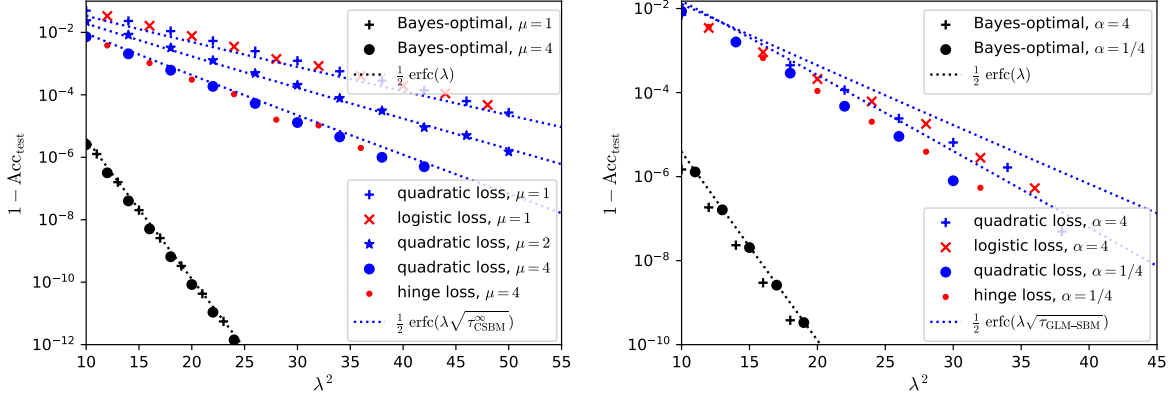 Bayes-optimal, μ = 1
Bayes-optimal, μ = 4
½ erfc(λ)
quadratic loss, μ = 1
logistic loss, μ = 1
quadratic loss, μ = 2
quadratic loss, μ = 4
hinge loss, μ = 4
½ erfc(λ√τ_CSBM^∞)
1 − Acc_test
10⁻²
10⁻⁴
10⁻⁶
10⁻⁸
10⁻¹⁰
10⁻¹²
10 15 20 25 30 35 40 45 50 55
λ²
Bayes-optimal, α = 4
Bayes-optimal, α = 1/4
½ erfc(λ)
quadratic loss, α = 4
logistic loss, α = 4
quadratic loss, α = 1/4
hinge loss, α = 1/4
½ erfc(λ√τ_GLM–SBM)
1 − Acc_test
10⁻²
10⁻⁴
10⁻⁶
10⁻⁸
10⁻¹⁰
10 15 20 25 30 35 40 45
λ²